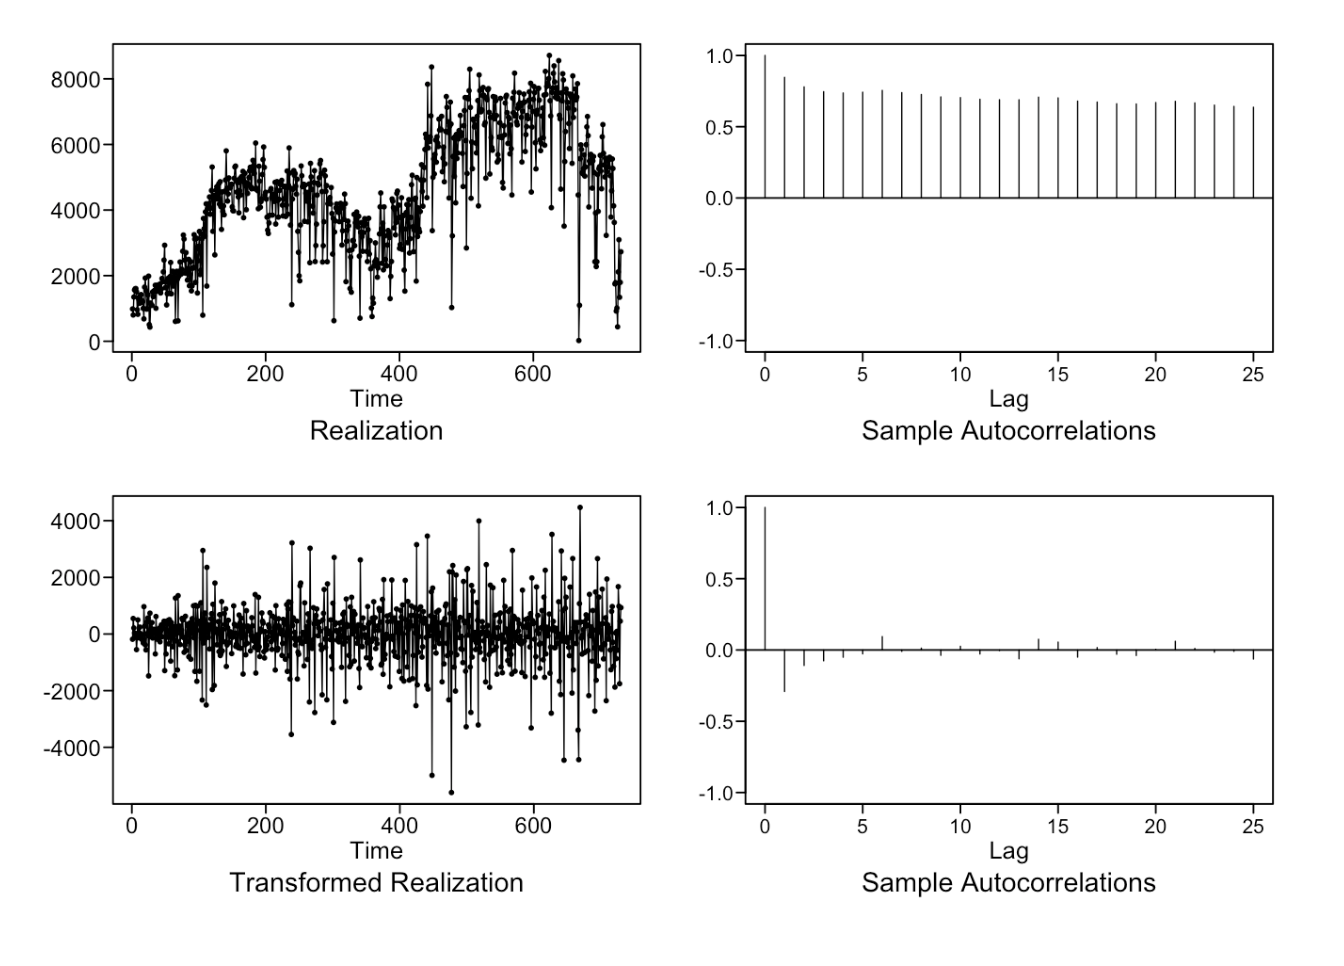 8000
6000
4000
2000
0
0 200 400 600
Time
Realization
1.0
0.5
0.0
-0.5
-1.0
0 5 10 15 20 25
Lag
Sample Autocorrelations
4000
2000
0
-2000
-4000
0 200 400 600
Time
Transformed Realization
1.0
0.5
0.0
-0.5
-1.0
0 5 10 15 20 25
Lag
Sample Autocorrelations